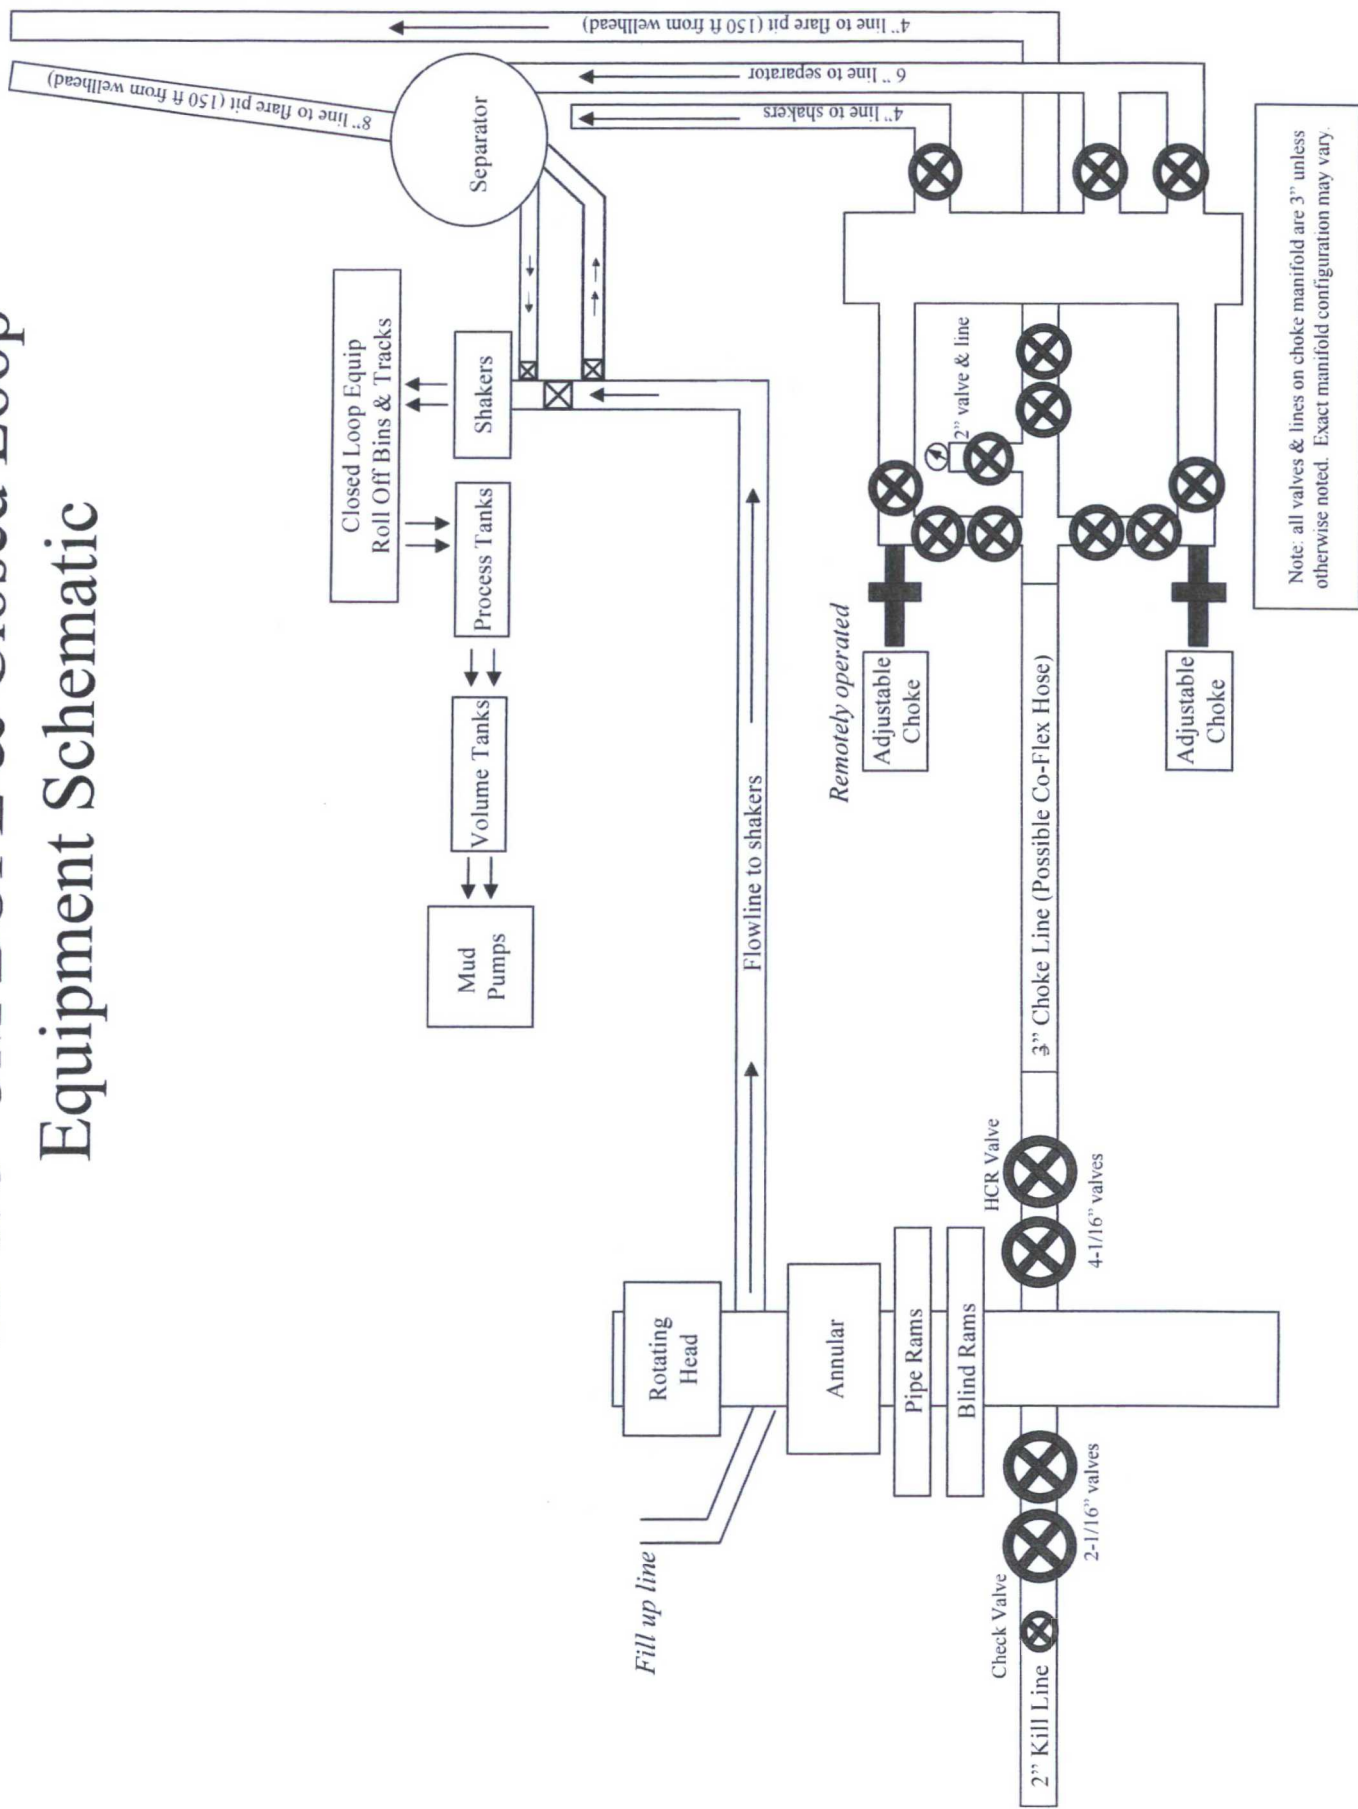 & Closed Loop
Equipment Schematic
4" line to flare pit (150 ft from wellhead)
8" line to flare pit (150 ft from wellhead)
6" line to separator
4" line to shakers
Separator
Closed Loop Equip
Roll Off Bins & Tracks
Shakers
Process Tanks
Volume Tanks
Mud
Pumps
Flowline to shakers
Fill up line
Rotating
Head
Annular
Pipe Rams
Blind Rams
Remotely operated
Adjustable
Choke
2" valve & line
HCR Valve
4-1/16" valves
3" Choke Line (Possible Co-Flex Hose)
Adjustable
Choke
Check Valve
2" Kill Line
2-1/16" valves
Note: all valves & lines on choke manifold are 3" unless
otherwise noted. Exact manifold configuration may vary.